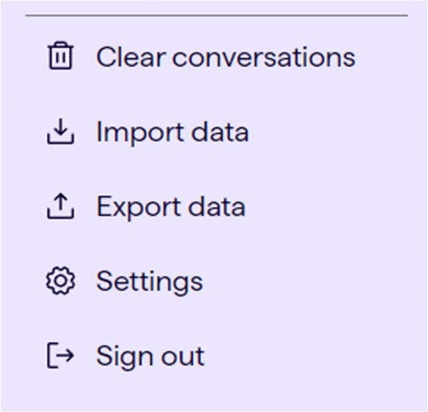 Clear conversations
Import data
Export data
Settings
Sign out